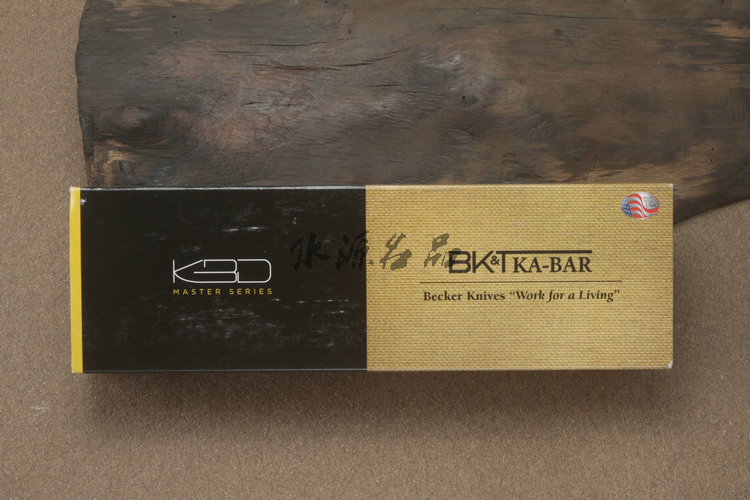 KBD
MASTER SERIES
水源名品
BK&T KA-BAR
Becker Knives “Work for a Living”